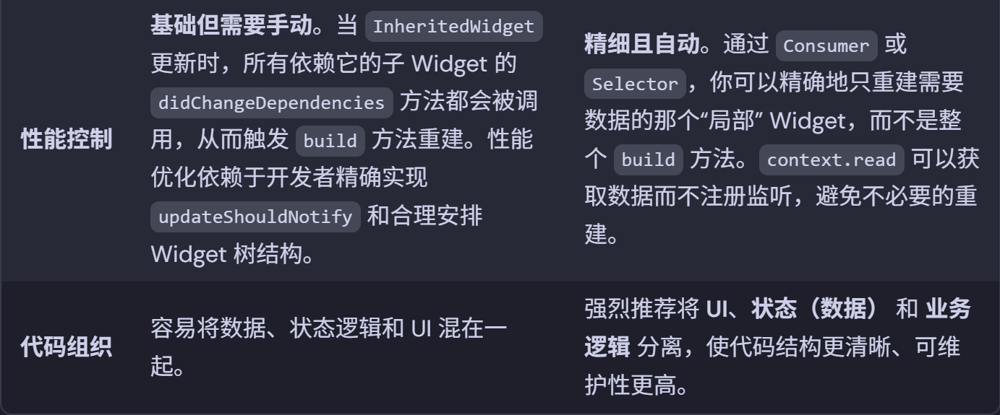 性能控制
基础但需要手动。当 InheritedWidget
更新时，所有依赖它的子 Widget 的
didChangeDependencies 方法都会被调
用，从而触发 build 方法重建。性能
优化依赖于开发者精确实现
updateShouldNotify 和合理安排
Widget 树结构。
精细且自动。通过 Consumer 或
Selector，你可以精确地只重建需要
数据的那个“局部” Widget，而不是整
个 build 方法。context.read 可以获
取数据而不注册监听，避免不必要的重
建。
代码组织
容易将数据、状态逻辑和 UI 混在一
起。
强烈推荐将 UI、状态（数据） 和 业务
逻辑 分离，使代码结构更清晰、可维
护性更高。